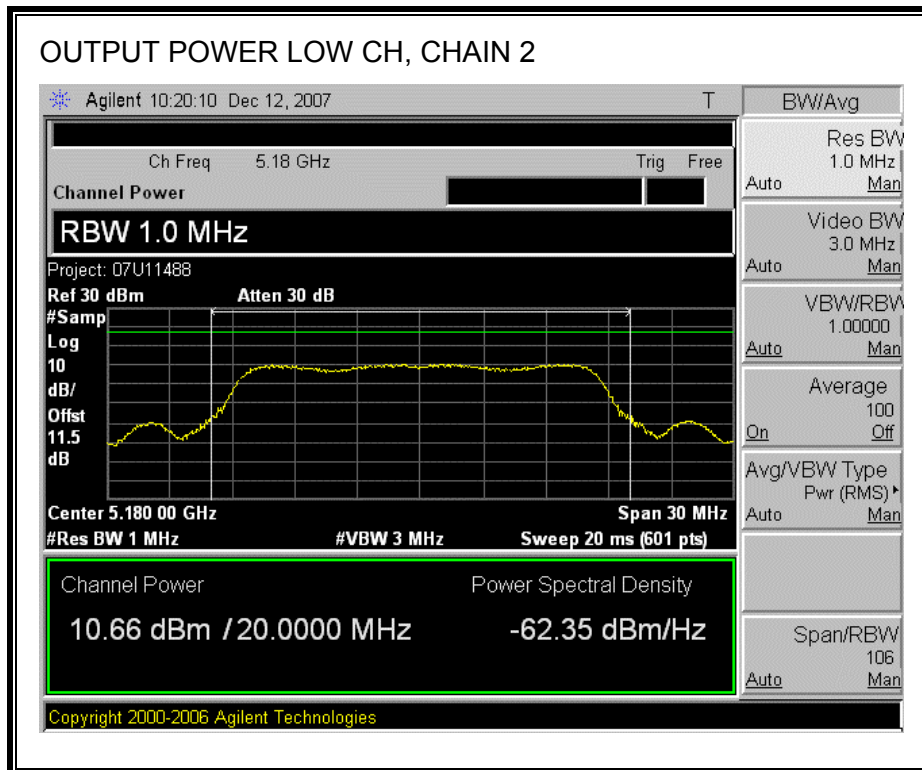 OUTPUT POWER LOW CH, CHAIN 2
Agilent 10:20:10 Dec 12, 2007 T
BW/Avg
Ch Freq 5.18 GHz Trig Free
Channel Power
RBW 1.0 MHz
Project: 07U11488
Ref 30 dBm Atten 30 dB
#Samp
Log
10
dB/
Offst
11.5
dB
Center 5.180 00 GHz Span 30 MHz
#Res BW 1 MHz #VBW 3 MHz Sweep 20 ms (601 pts)
Channel Power Power Spectral Density
10.66 dBm / 20.0000 MHz -62.35 dBm/Hz
Copyright 2000-2006 Agilent Technologies
Res BW
1.0 MHz
Auto Man
Video BW
3.0 MHz
Auto Man
VBW/RBW
1.00000
Auto Man
Average
100
On Off
Avg/VBW Type
Pwr (RMS)
Auto Man
Span/RBW
106
Auto Man